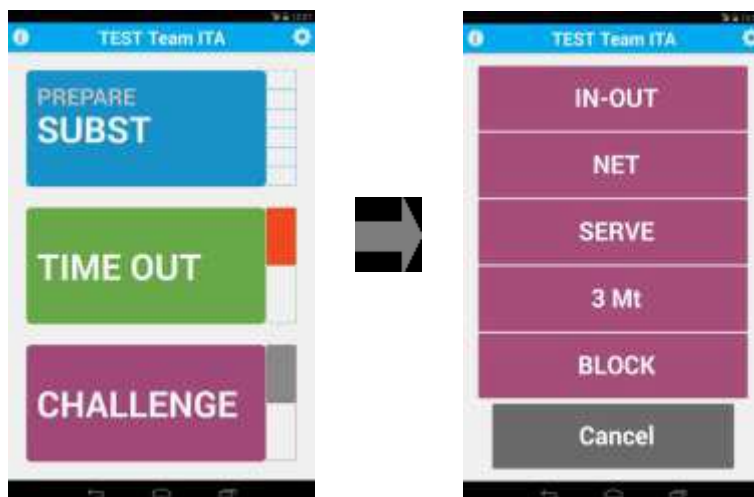 TEST Team ITA
PREPARE
SUBST
TIME OUT
CHALLENGE
TEST Team ITA
IN-OUT
NET
SERVE
3 Mt
BLOCK
Cancel